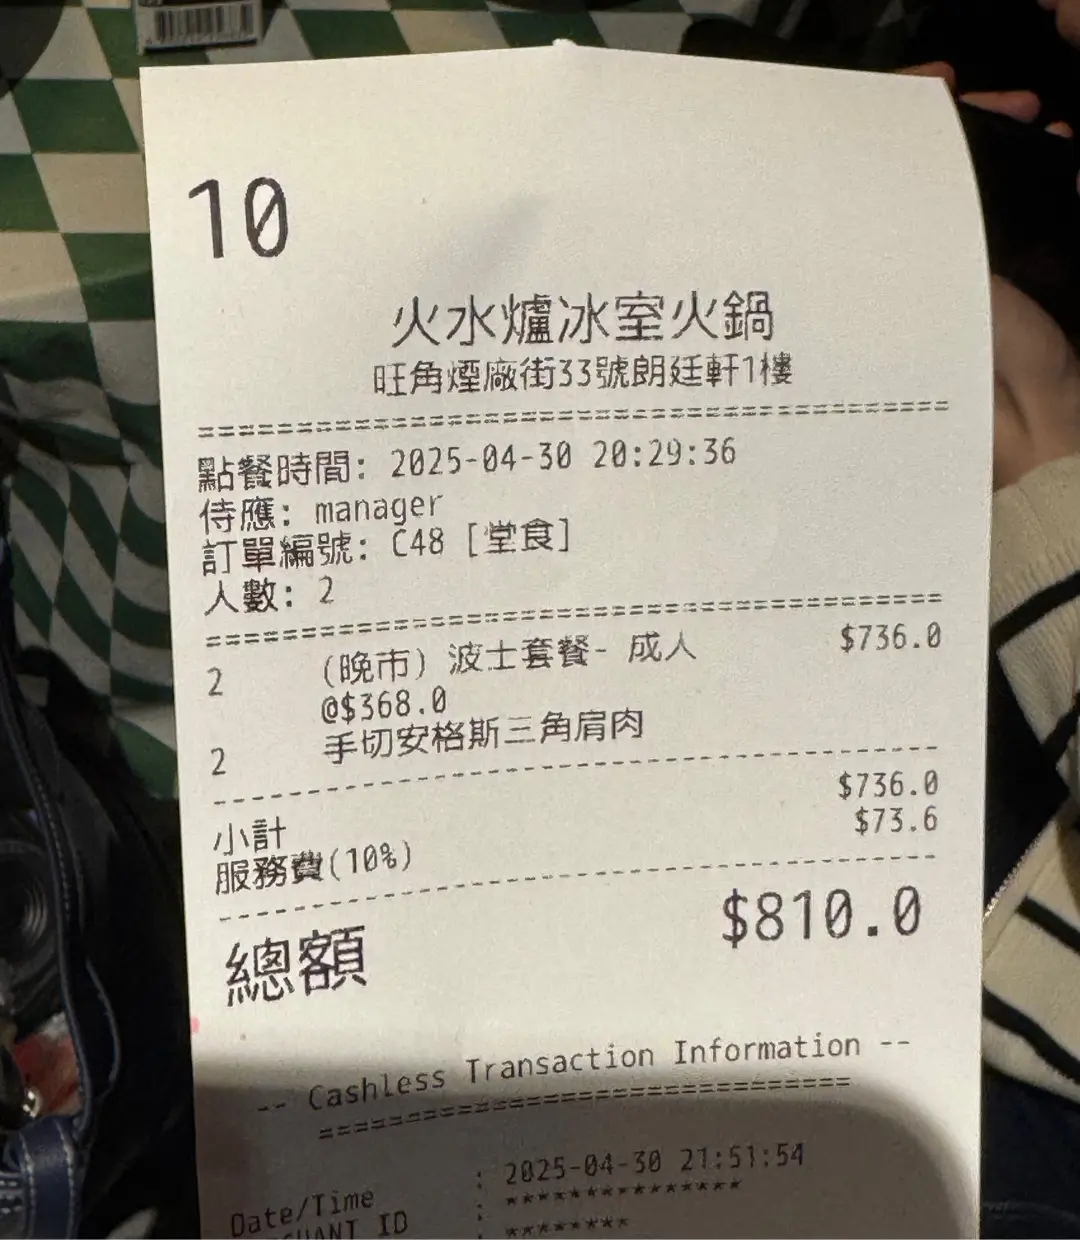 10
火水爐冰室火鍋
旺角煙廠街33號朗廷軒1樓
=======================================
點餐時間: 2025-04-30 20:29:36
侍應: manager
訂單編號: C48 [堂食]
人數: 2
=======================================
2 (晚市) 波士套餐- 成人 $736.0
@$368.0
2 手切安格斯三角肩肉
---------------------------------------
小計 $736.0
服務費(10%) $73.6
---------------------------------------
總額 $810.0
-- Cashless Transaction Information --
============================
Date/Time : 2025-04-30 21:51:54
ID : ***************
: ********